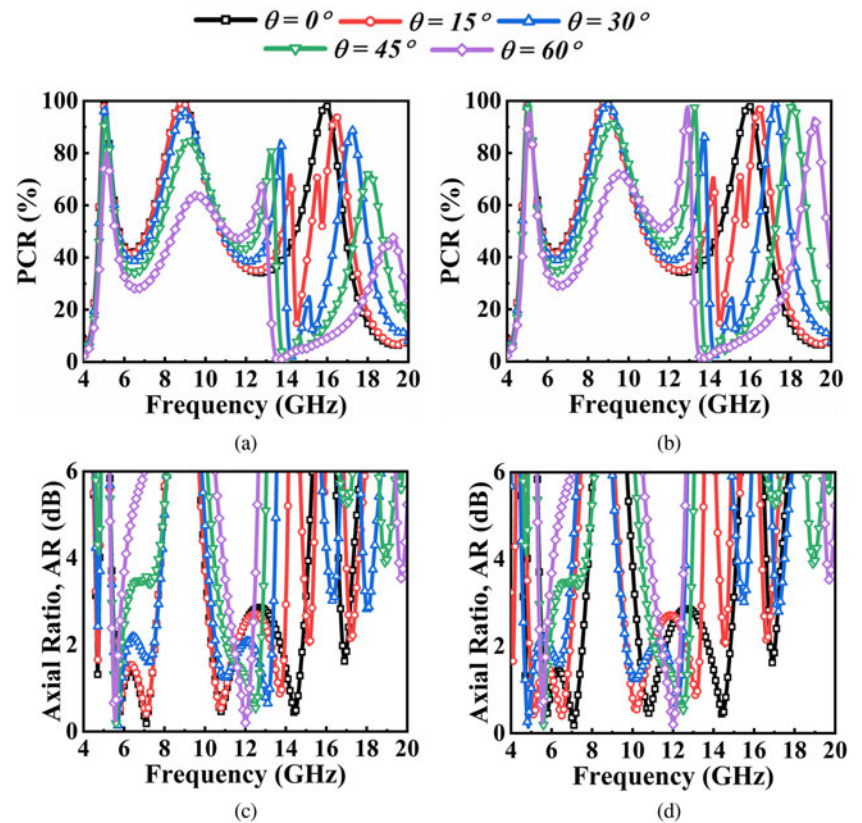 θ = 0° θ = 15° θ = 30°
θ = 45° θ = 60°
100
80
60
40
20
0
PCR (%)
4 6 8 10 12 14 16 18 20
Frequency (GHz)
(a)
100
80
60
40
20
0
PCR (%)
4 6 8 10 12 14 16 18 20
Frequency (GHz)
(b)
6
4
2
0
Axial Ratio, AR (dB)
4 6 8 10 12 14 16 18 20
Frequency (GHz)
(c)
6
4
2
0
Axial Ratio, AR (dB)
4 6 8 10 12 14 16 18 20
Frequency (GHz)
(d)